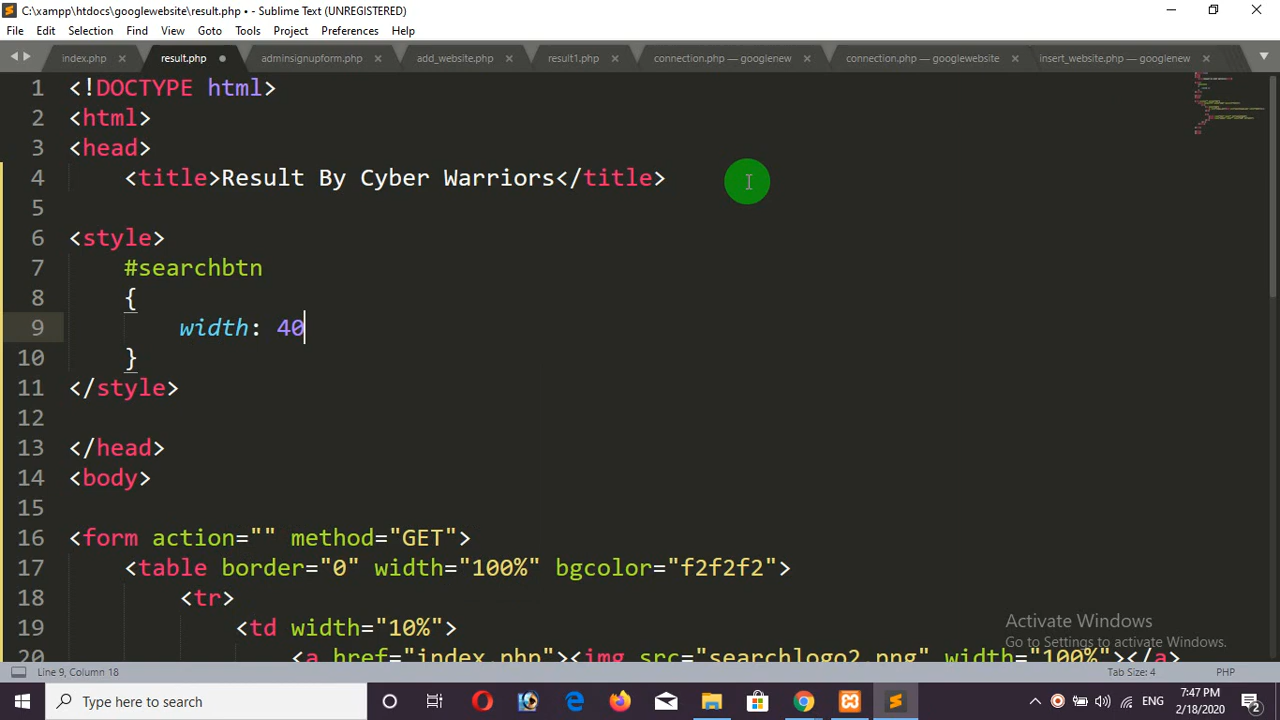 C:\xampp\htdocs\googlewebsite\result.php • - Sublime Text (UNREGISTERED)
File Edit Selection Find View Goto Tools Project Preferences Help
index.php result.php adminsignupform.php add_website.php result1.php connection.php — googlenew connection.php — googlewebsite insert_website.php — googlenew
1 <!DOCTYPE html>
2 <html>
3 <head>
4 <title>Result By Cyber Warriors</title>
5
6 <style>
7 #searchbtn
8 {
9 width: 40
10 }
11 </style>
12
13 </head>
14 <body>
15
16 <form action="" method="GET">
17 <table border="0" width="100%" bgcolor="f2f2f2">
18 <tr>
19 <td width="10%">
20 <a href="index.php"><img src="searchlogo2.png" width="100%"></a>
Activate Windows
Go to Settings to activate Windows.
Line 9, Column 18 Tab Size: 4 PHP
Type here to search
ENG
7:47 PM
2/18/2020
2